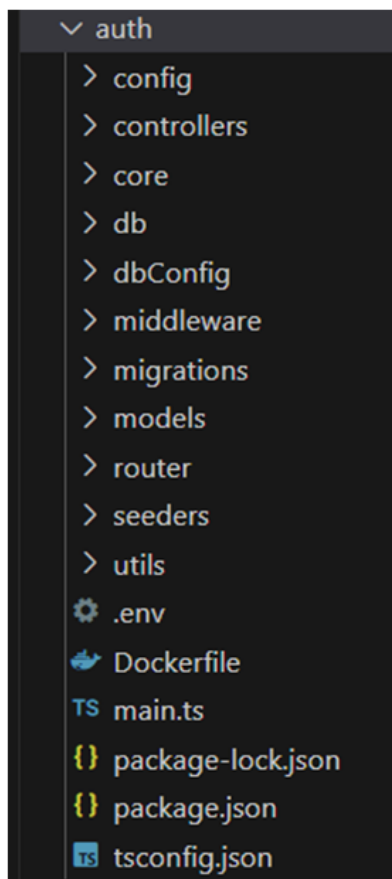 auth
config
controllers
core
db
dbConfig
middleware
migrations
models
router
seeders
utils
.env
Dockerfile
TS main.ts
{} package-lock.json
{} package.json
TS tsconfig.json